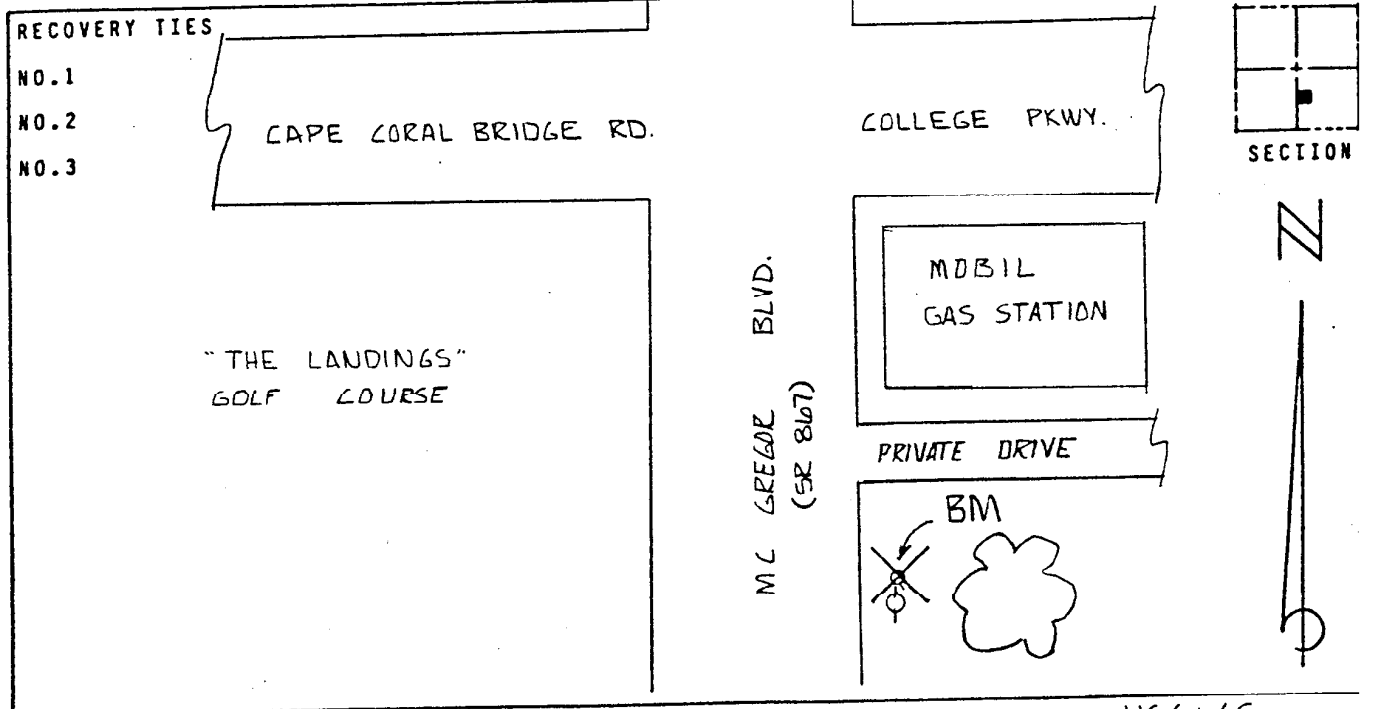 RECOVERY TIES
NO.1
NO.2
NO.3
CAPE CORAL BRIDGE RD.
COLLEGE PKWY.
SECTION
N
MOBIL
GAS STATION
"THE LANDINGS"
GOLF COURSE
MC GREGOR BLVD.
(SR 867)
PRIVATE DRIVE
BM